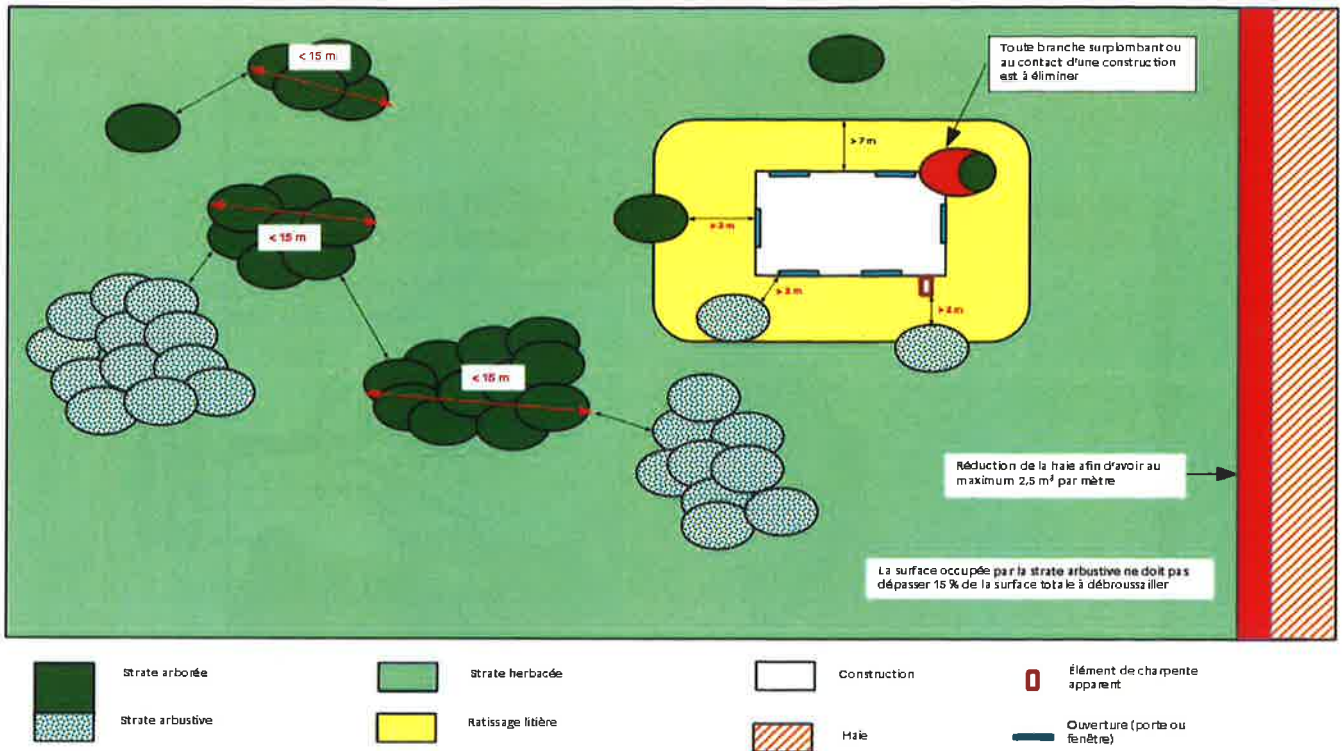 < 15 m
Toute branche surplombant ou
au contact d'une construction
est à éliminer
> 7 m
< 15 m
> 3 m
> 3 m
< 15 m
Réduction de la haie afin d'avoir au
maximum 2,5 m³ par mètre
La surface occupée par la strate arbustive ne doit pas
dépasser 15 % de la surface totale à débroussailler
Strate arborée
Strate herbacée
Construction
Élément de charpente
apparent
Strate arbustive
Ratissage litière
Haie
Ouverture (porte ou
fenêtre)